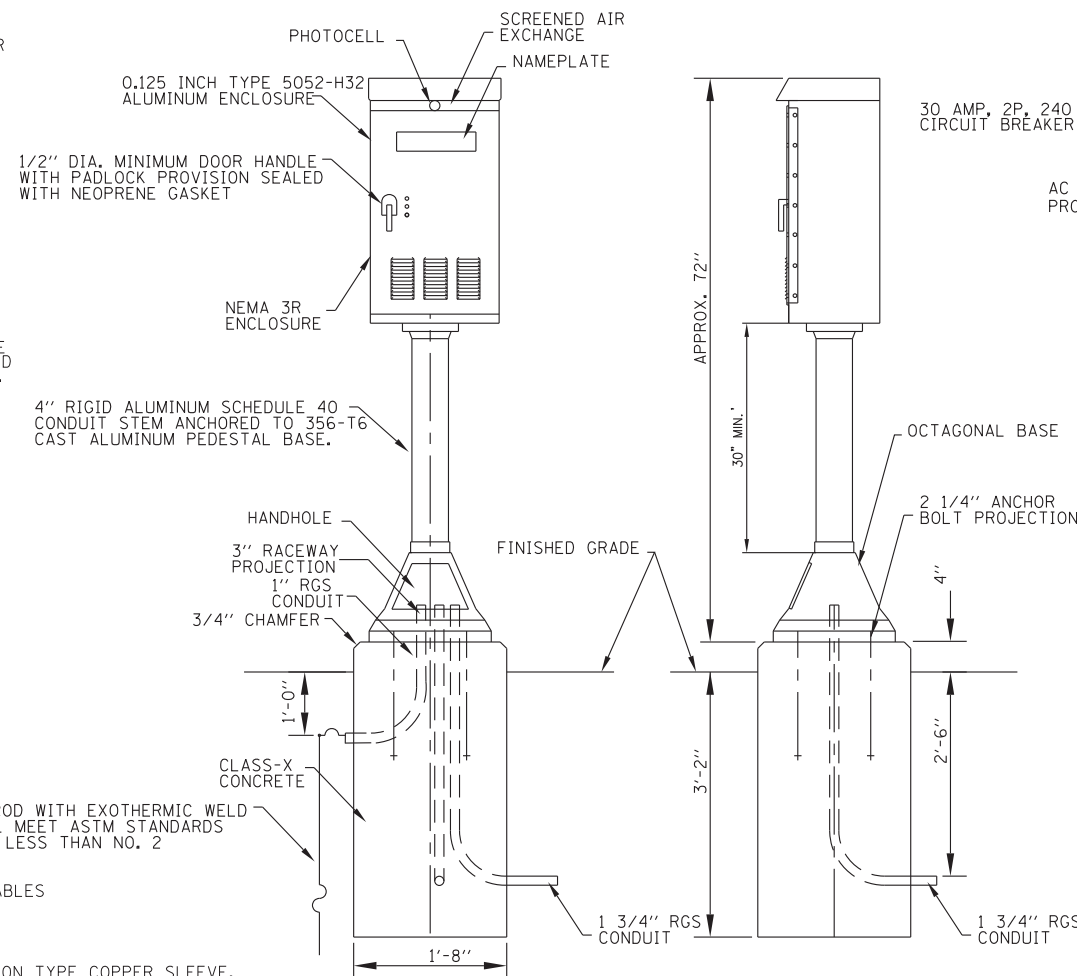 R
PHOTOCELL
SCREENED AIR
EXCHANGE
NAMEPLATE
0.125 INCH TYPE 5052-H32
ALUMINUM ENCLOSURE
30 AMP, 2P, 240
CIRCUIT BREAKER
1/2" DIA. MINIMUM DOOR HANDLE
WITH PADLOCK PROVISION SEALED
WITH NEOPRENE GASKET
AC
PRO
NEMA 3R
ENCLOSURE
APPROX. 72"
E
D
.
4" RIGID ALUMINUM SCHEDULE 40
CONDUIT STEM ANCHORED TO 356-T6
CAST ALUMINUM PEDESTAL BASE.
30" MIN.'
OCTAGONAL BASE
2 1/4" ANCHOR
BOLT PROJECTION
HANDHOLE
3" RACEWAY
PROJECTION
1" RGS
CONDUIT
3/4" CHAMFER
FINISHED GRADE
4"
1'-0"
3'-2"
2'-6"
CLASS-X
CONCRETE
ROD WITH EXOTHERMIC WELD
MEET ASTM STANDARDS
LESS THAN NO. 2
ABLES
1 3/4" RGS
CONDUIT
1 3/4" RGS
CONDUIT
1'-8"
ON TYPE COPPER SLEEVE.